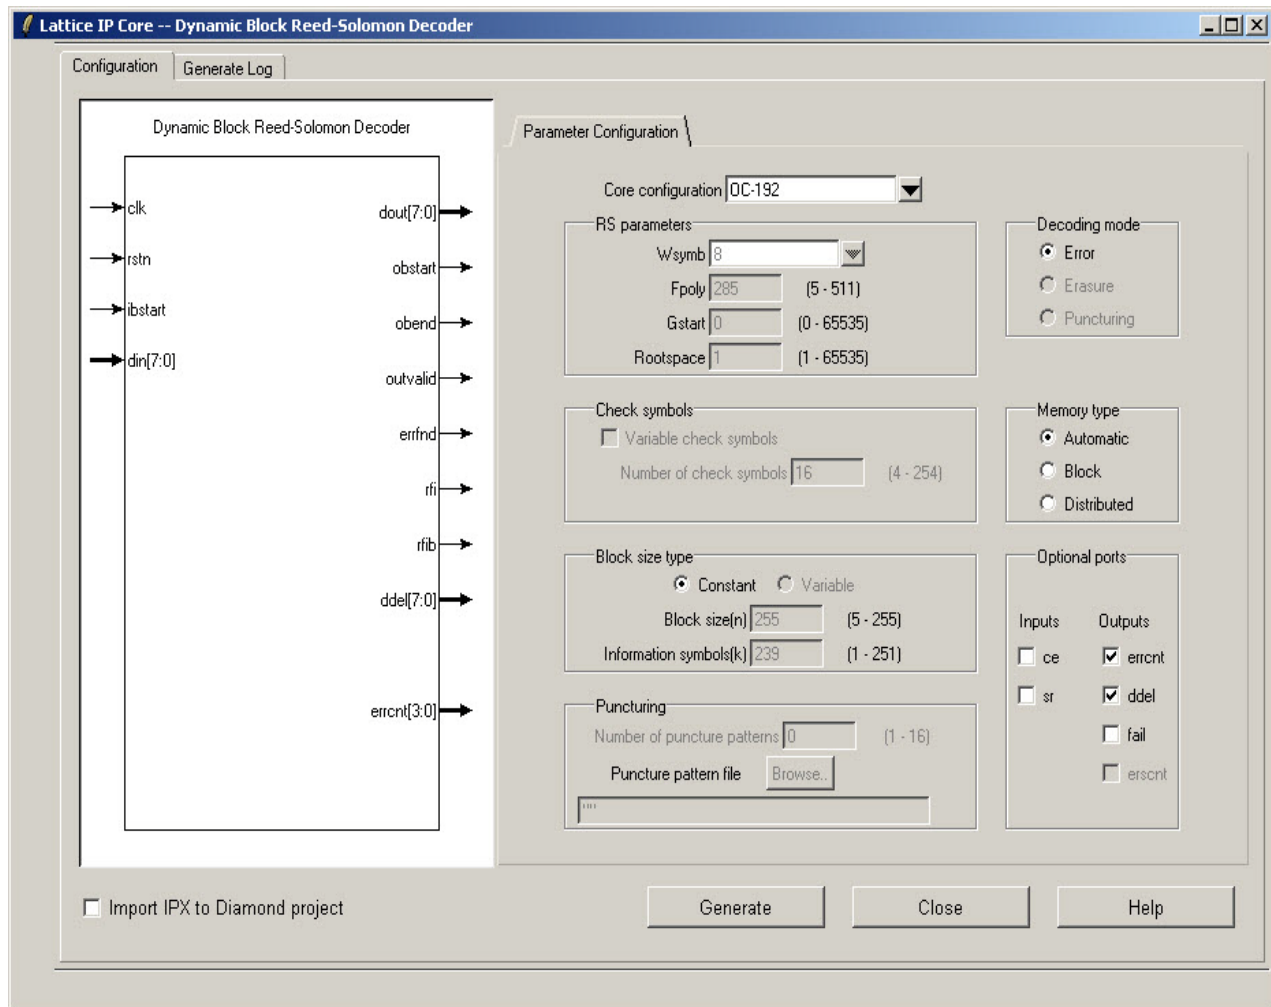 Lattice IP Core -- Dynamic Block Reed-Solomon Decoder
Configuration
Generate Log
Dynamic Block Reed-Solomon Decoder
clk
rstn
ibstart
din[7:0]
dout[7:0]
obstart
obend
outvalid
errfnd
rfi
rfib
ddel[7:0]
errcnt[3:0]
Parameter Configuration
Core configuration OC-192
RS parameters
Wsymb 8
Fpoly 285 (5 - 511)
Gstart 0 (0 - 65535)
Rootspace 1 (1 - 65535)
Decoding mode
Error
Erasure
Puncturing
Check symbols
Variable check symbols
Number of check symbols 16 (4 - 254)
Memory type
Automatic
Block
Distributed
Block size type
Constant Variable
Block size(n) 255 (5 - 255)
Information symbols(k) 239 (1 - 251)
Puncturing
Number of puncture patterns 0 (1 - 16)
Puncture pattern file Browse..
""
Optional ports
Inputs Outputs
ce errcnt
sr ddel
fail
erscnt
Import IPX to Diamond project
Generate Close Help